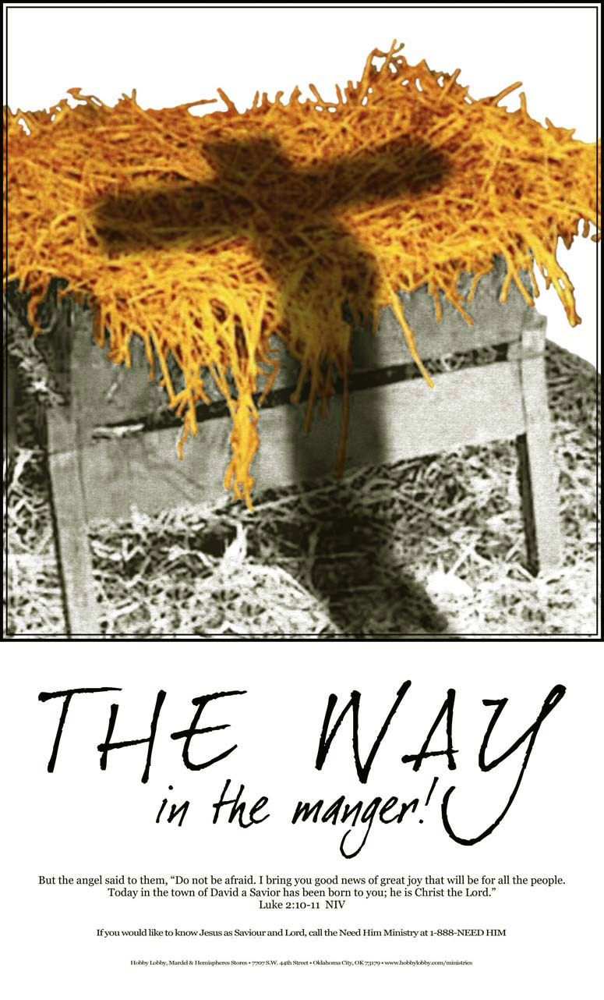 THE WAY
in the manger!
But the angel said to them, “Do not be afraid. I bring you good news of great joy that will be for all the people.
Today in the town of David a Savior has been born to you; he is Christ the Lord.”
Luke 2:10-11 NIV
If you would like to know Jesus as Saviour and Lord, call the Need Him Ministry at 1-888-NEED HIM
Hobby Lobby, Mardel & Hemispheres Stores • 7707 S.W. 44th Street • Oklahoma City, OK 73179 • www.hobbylobby.com/ministries